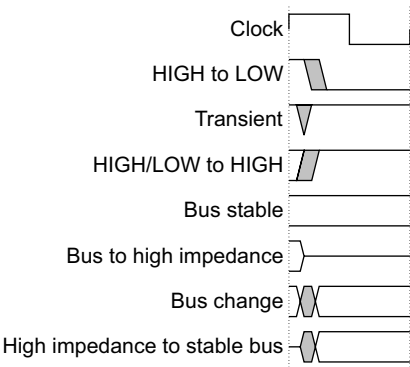 Clock
HIGH to LOW
Transient
HIGH/LOW to HIGH
Bus stable
Bus to high impedance
Bus change
High impedance to stable bus